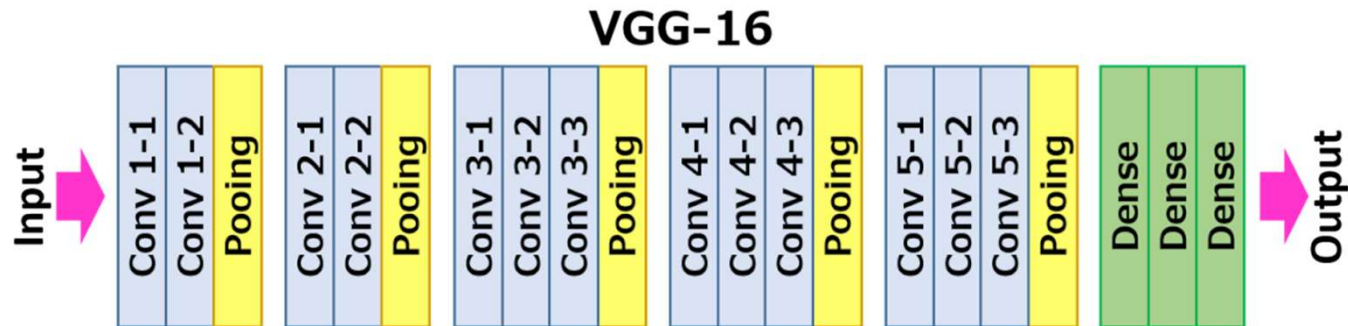 VGG-16
Input
Conv 1-1
Conv 1-2
Pooing
Conv 2-1
Conv 2-2
Pooing
Conv 3-1
Conv 3-2
Conv 3-3
Pooing
Conv 4-1
Conv 4-2
Conv 4-3
Pooing
Conv 5-1
Conv 5-2
Conv 5-3
Pooing
Dense
Dense
Dense
Output